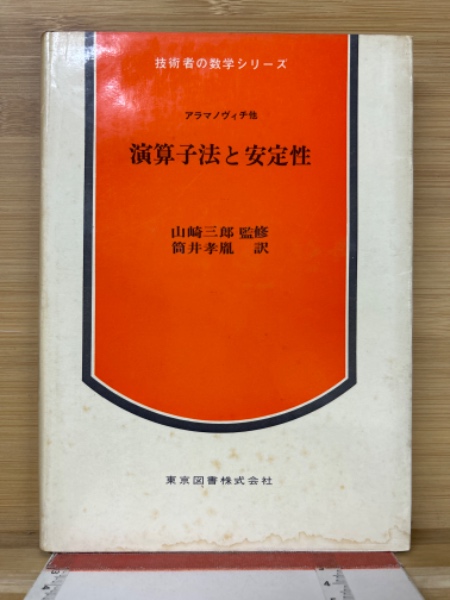 技術者の数学シリーズ
アラマノヴィチ他
演算子法と安定性
山崎三郎 監修
筒井孝胤 訳
東京図書株式会社